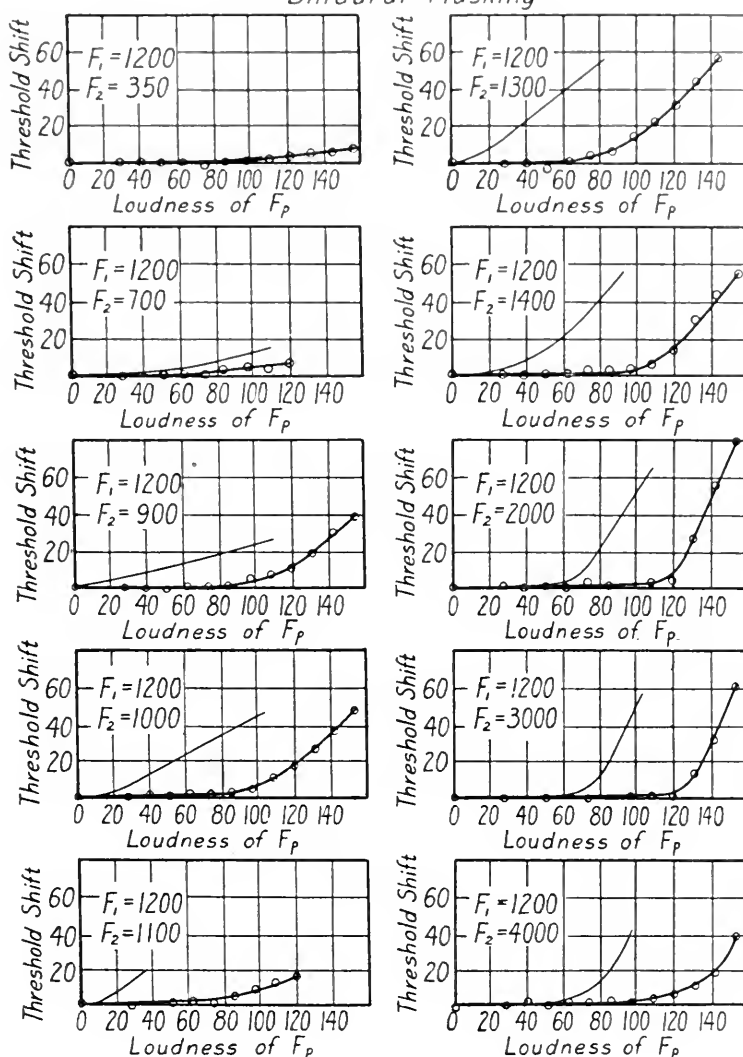 Binaural Masking
Threshold Shift
60
40
20
F₁=1200
F₂=350
0 20 40 60 80 100 120 140
Loudness of Fₚ
Threshold Shift
60
40
20
F₁=1200
F₂=1300
0 20 40 60 80 100 120 140
Loudness of Fₚ
Threshold Shift
60
40
20
F₁=1200
F₂=700
0 20 40 60 80 100 120 140
Loudness of Fₚ
Threshold Shift
60
40
20
F₁=1200
F₂=1400
0 20 40 60 80 100 120 140
Loudness of Fₚ
Threshold Shift
60
40
20
F₁=1200
F₂=900
0 20 40 60 80 100 120 140
Loudness of Fₚ
Threshold Shift
60
40
20
F₁=1200
F₂=2000
0 20 40 60 80 100 120 140
Loudness of Fₚ
Threshold Shift
60
40
20
F₁=1200
F₂=1000
0 20 40 60 80 100 120 140
Loudness of Fₚ
Threshold Shift
60
40
20
F₁=1200
F₂=3000
0 20 40 60 80 100 120 140
Loudness of Fₚ
Threshold Shift
60
40
20
F₁=1200
F₂=1100
0 20 40 60 80 100 120 140
Loudness of Fₚ
Threshold Shift
60
40
20
F₁=1200
F₂=4000
0 20 40 60 80 100 120 140
Loudness of Fₚ